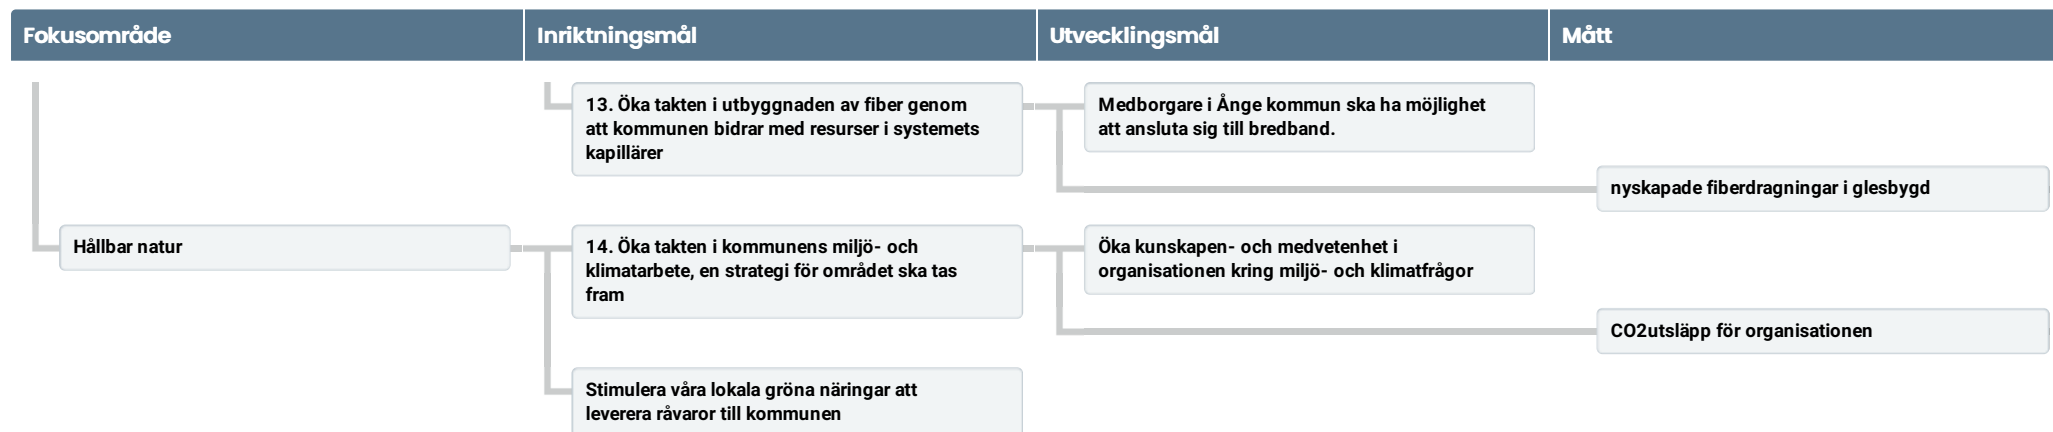 Fokusområde
Inriktningsmål
Utvecklingsmål
Mått
13. Öka takten i utbyggnaden av fiber genom
att kommunen bidrar med resurser i systemets
kapillärer
Medborgare i Ånge kommun ska ha möjlighet
att ansluta sig till bredband.
nyskapade fiberdragningar i glesbygd
Hållbar natur
14. Öka takten i kommunens miljö- och
klimatarbete, en strategi för området ska tas
fram
Öka kunskapen- och medvetenhet i
organisationen kring miljö- och klimatfrågor
CO2utsläpp för organisationen
Stimulera våra lokala gröna näringar att
leverera råvaror till kommunen